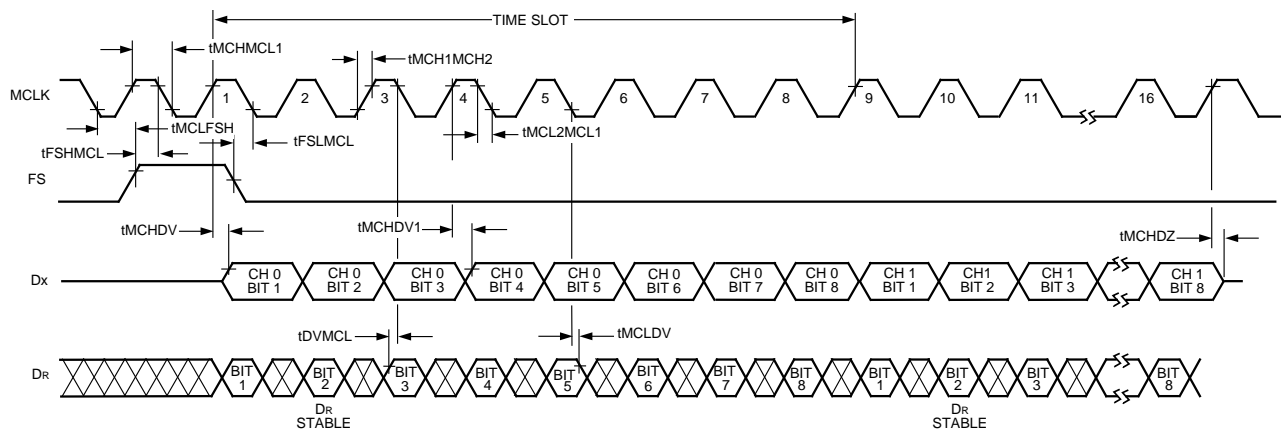 TIME SLOT
tMCHMCL1
tMCH1MCH2
MCLK
1 2 3 4 5 6 7 8 9 10 11 16
tMCLFSH
tFSLMCL
tMCL2MCL1
tFSHMCL
FS
tMCHDV
tMCHDV1
tMCHDZ
DX
CH 0 BIT 1
CH 0 BIT 2
CH 0 BIT 3
CH 0 BIT 4
CH 0 BIT 5
CH 0 BIT 6
CH 0 BIT 7
CH 0 BIT 8
CH 1 BIT 1
CH1 BIT 2
CH 1 BIT 3
CH 1 BIT 8
tDVMCL
tMCLDV
DR
BIT 1
BIT 2
BIT 3
BIT 4
BIT 5
BIT 6
BIT 7
BIT 8
BIT 1
BIT 2
BIT 3
BIT 8
DR STABLE
DR STABLE